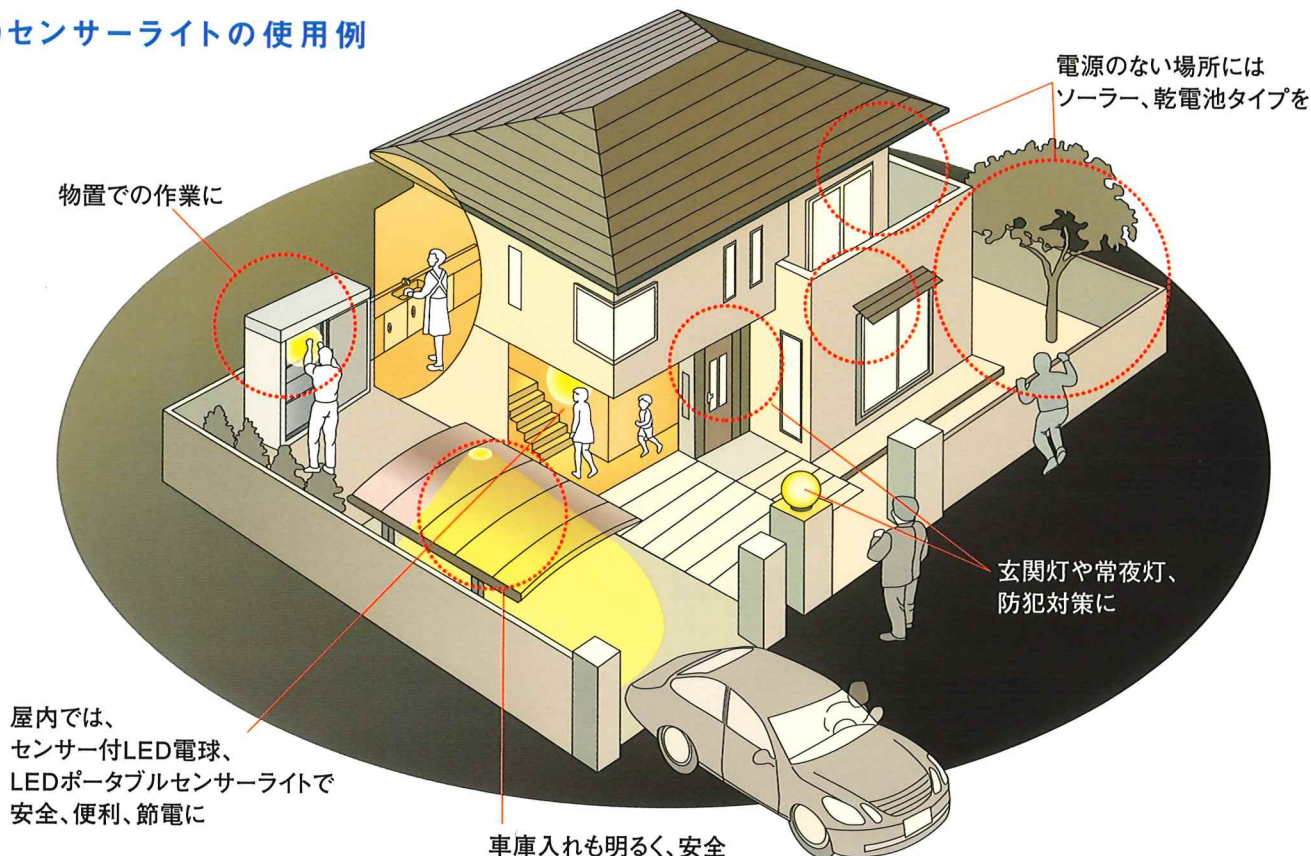 センサーライトの使用例
電源のない場所には
ソーラー、乾電池タイプを
物置での作業に
玄関灯や常夜灯、
防犯対策に
屋内では、
センサー付LED電球、
LEDポータブルセンサーライトで
安全、便利、節電に
車庫入れも明るく、安全